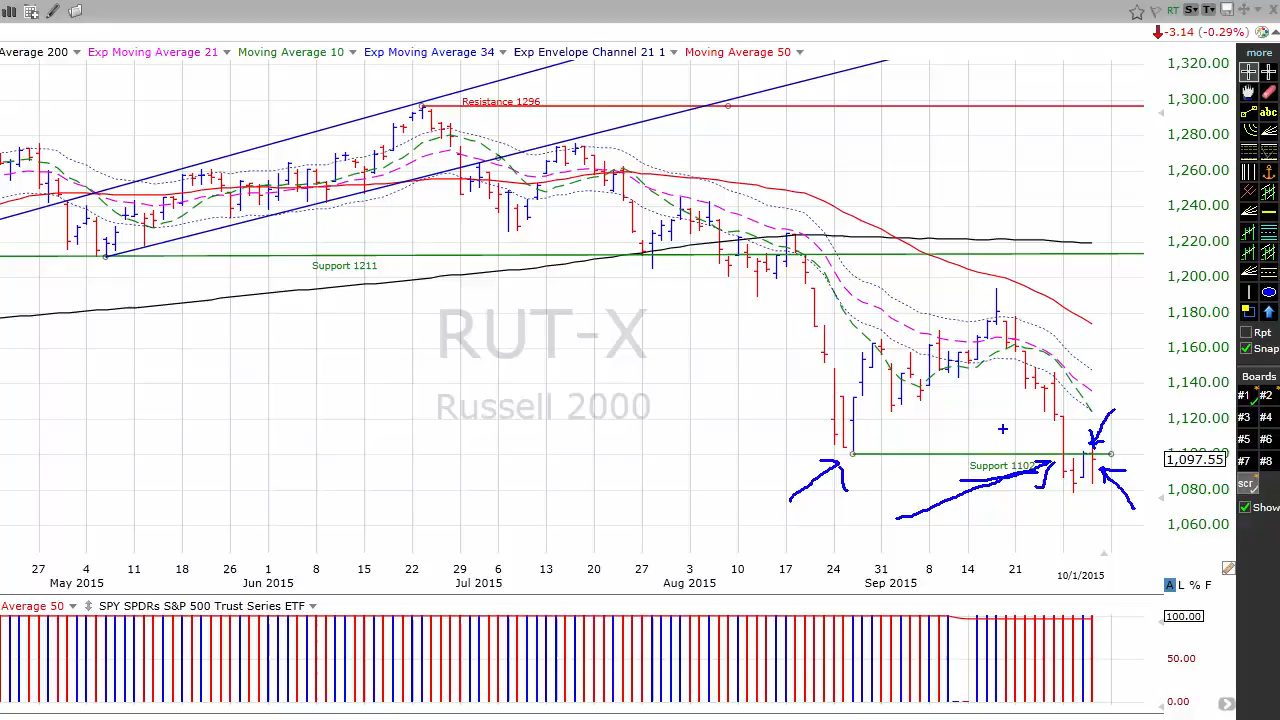 RT S T
-3.14 (-0.29%)
Average 200 Exp Moving Average 21 Moving Average 10 Exp Moving Average 34 Exp Envelope Channel 21 1 Moving Average 50
more
1,320.00
Resistance 1296
1,300.00
abc
1,280.00
1,260.00
1,240.00
1,220.00
Support 1211
1,200.00
1,180.00
RUT-X
Rpt
1,160.00
Snap
Boards
1,140.00
#1 #2
Russell 2000
1,120.00
#3 #4
#5 #6
Support 1102
1,097.55
#7 #8
scr
1,080.00
Show
1,060.00
27 4 11 18 26 1 8 15 22 29 6 13 20 27 3 10 17 24 31 8 14 21
May 2015 Jun 2015 Jul 2015 Aug 2015 Sep 2015 10/1/2015
A L % F
Average 50 SPY SPDRs S&P 500 Trust Series ETF
100.00
50.00
0.00